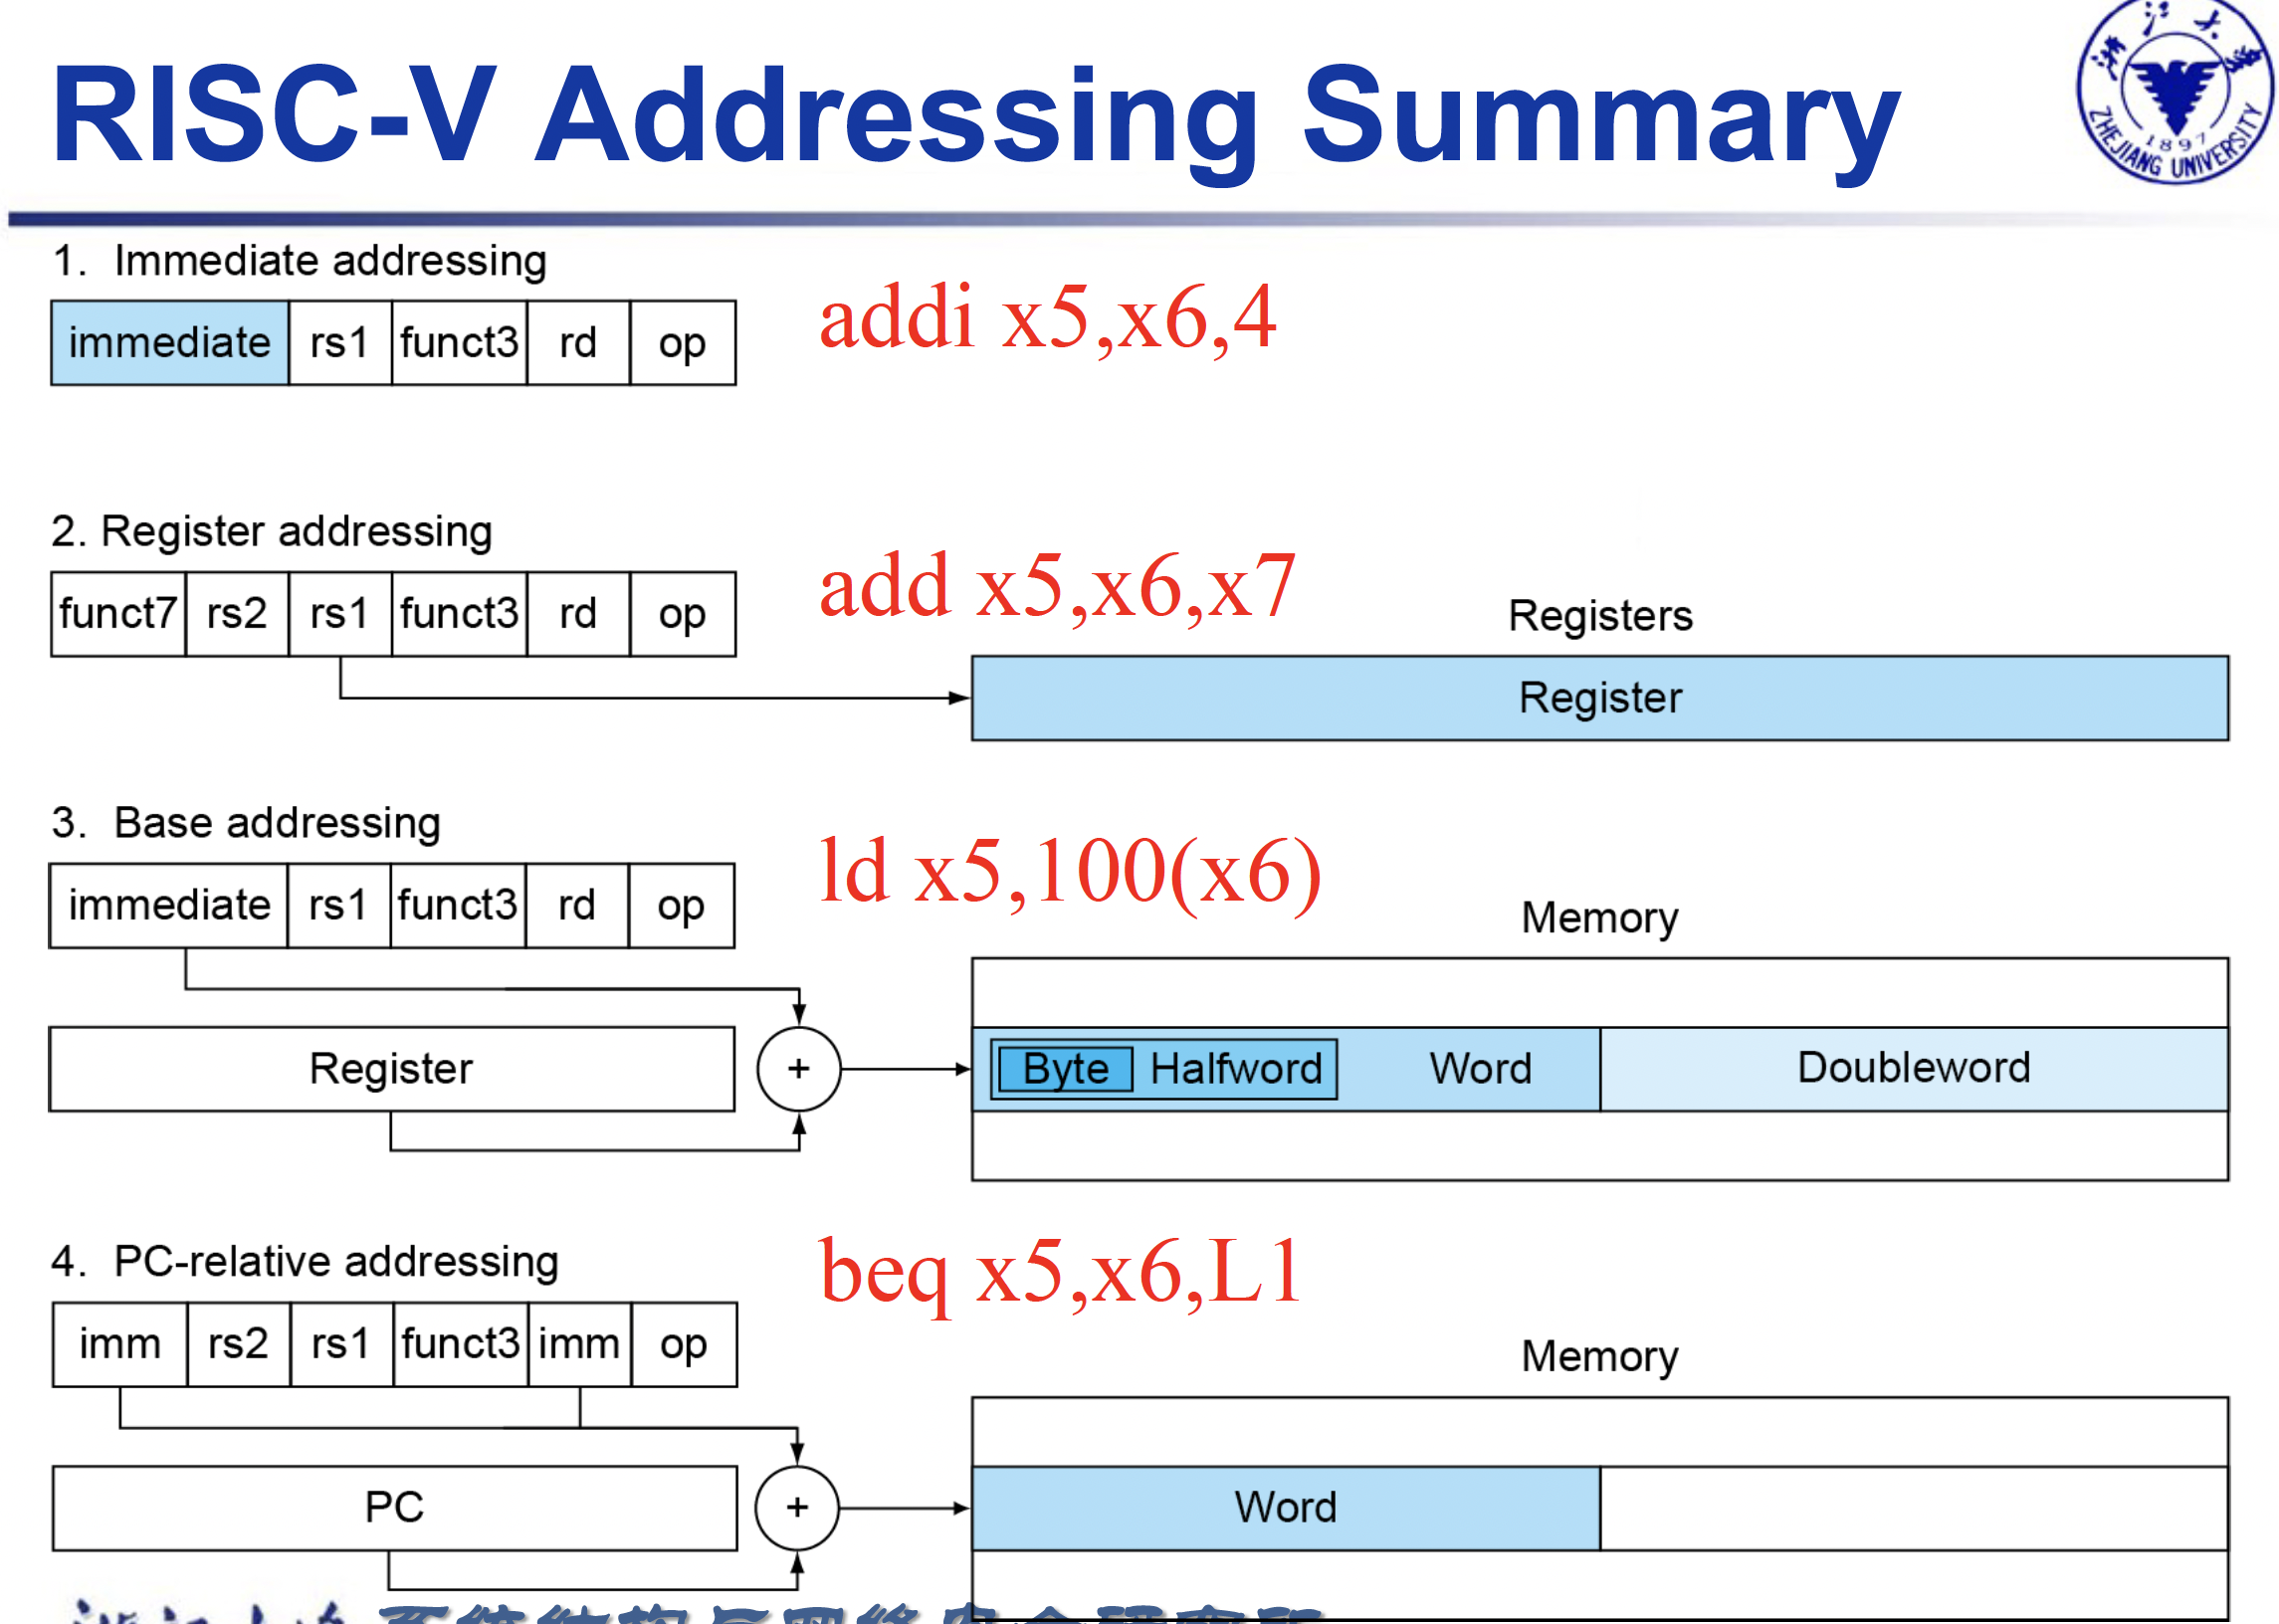 RISC-V Addressing Summary
ZHEJIANG UNIVERSITY
1897
1. Immediate addressing
addi x5,x6,4
immediate rs1 funct3 rd op
2. Register addressing
add x5,x6,x7
funct7 rs2 rs1 funct3 rd op
Registers
Register
3. Base addressing
ld x5,100(x6)
immediate rs1 funct3 rd op
Memory
Register + Byte Halfword Word Doubleword
4. PC-relative addressing
beq x5,x6,L1
imm rs2 rs1 funct3 imm op
Memory
PC + Word